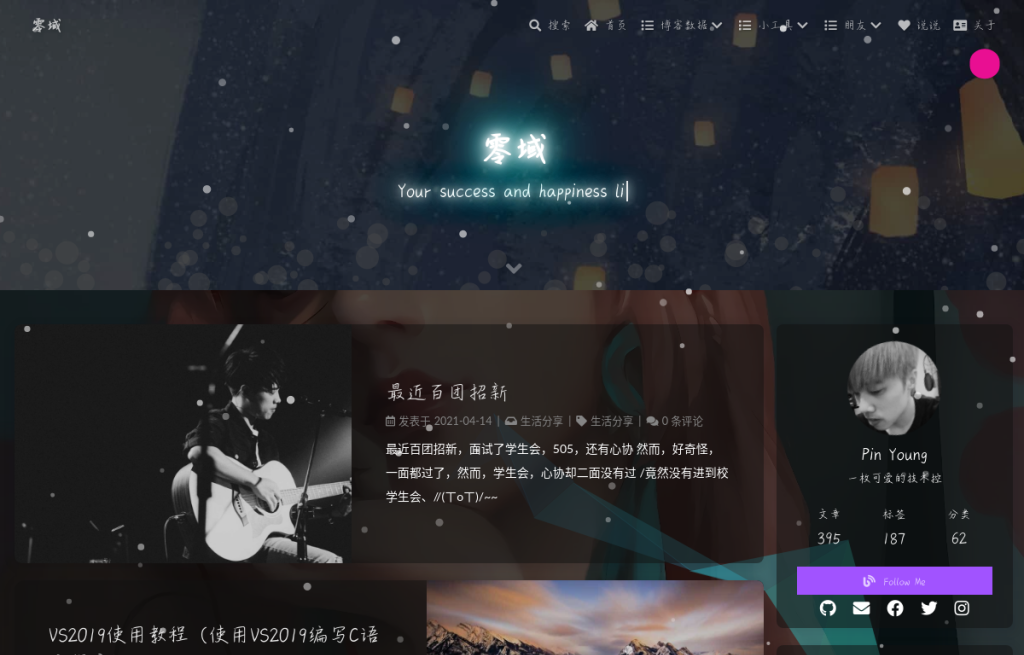 零域
搜索 首页 博客数据 小工具 朋友 说说 关于
零域
Your success and happiness li
最近百团招新
发表于 2021-04-14 | 生活分享 | 生活分享 | 0 条评论
最近百团招新，面试了学生会，505，还有心协 然而，好奇怪，
一面都过了，然而，学生会，心协却二面没有过 /竟然没有进到校
学生会、//(ㄒoㄒ)/~~
Pin Young
一枚可爱的技术控
文章 标签 分类
395 187 62
Follow Me
VS2019使用教程（使用VS2019编写C语